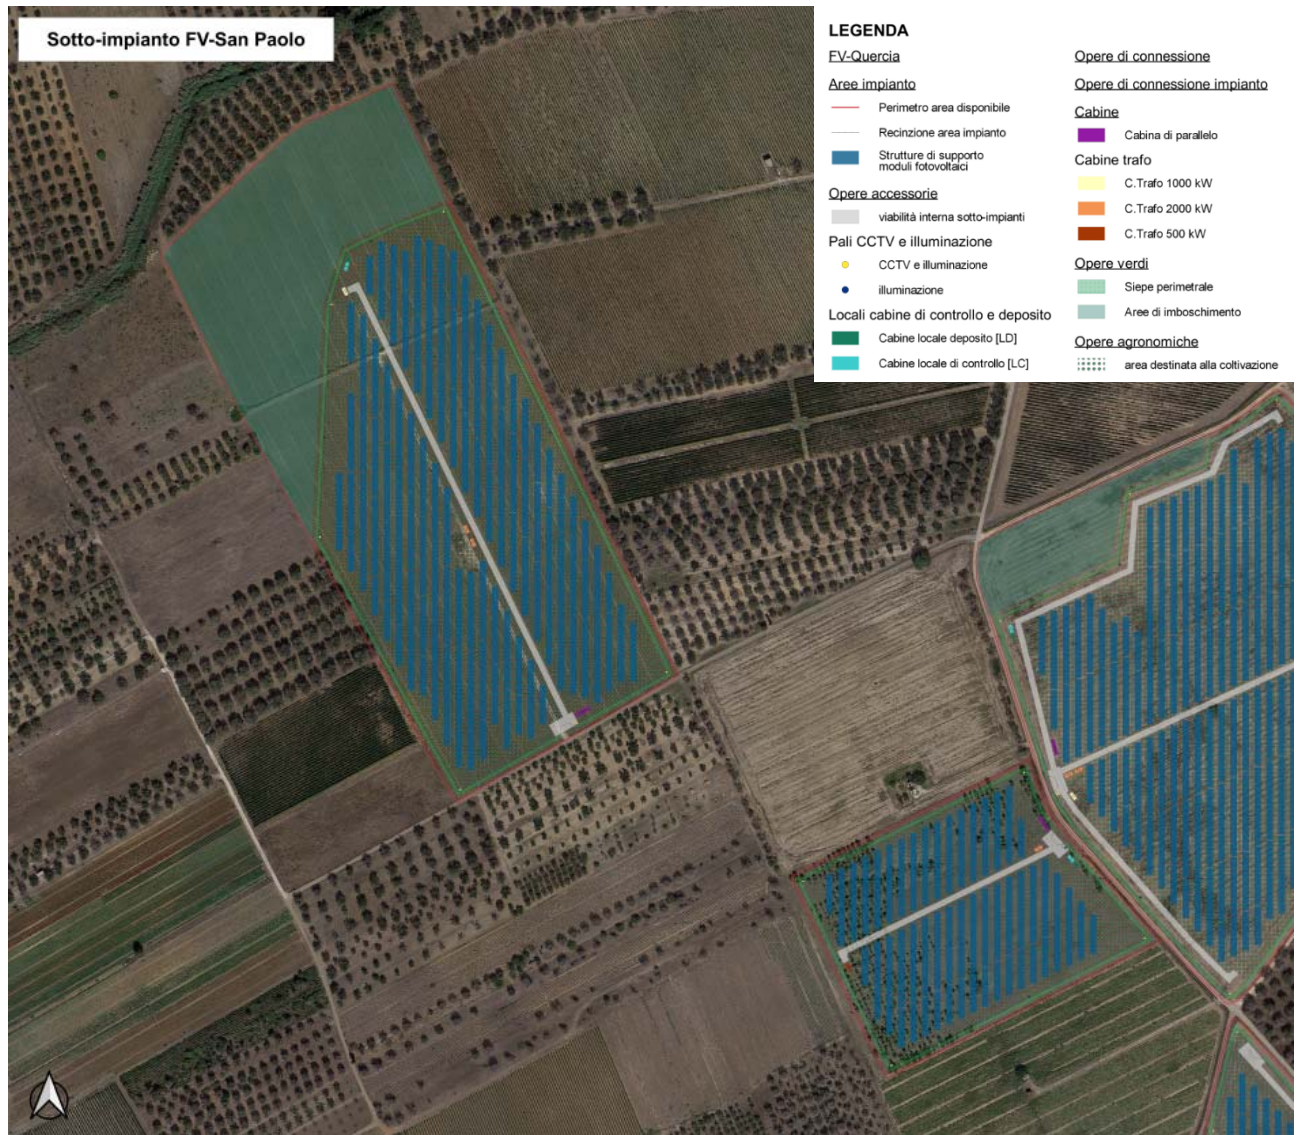 Sotto-impianto FV-San Paolo
LEGENDA
FV-Quercia
Aree impianto
Perimetro area disponibile
Recinzione area impianto
Strutture di supporto
moduli fotovoltaici
Opere accessorie
viabilità interna sotto-impianti
Pali CCTV e illuminazione
CCTV e illuminazione
illuminazione
Locali cabine di controllo e deposito
Cabine locale deposito [LD]
Cabine locale di controllo [LC]
Opere di connessione
Opere di connessione impianto
Cabine
Cabina di parallelo
Cabine trafo
C.Trafo 1000 kW
C.Trafo 2000 kW
C.Trafo 500 kW
Opere verdi
Siepe perimetrale
Aree di imboschimento
Opere agronomiche
area destinata alla coltivazione